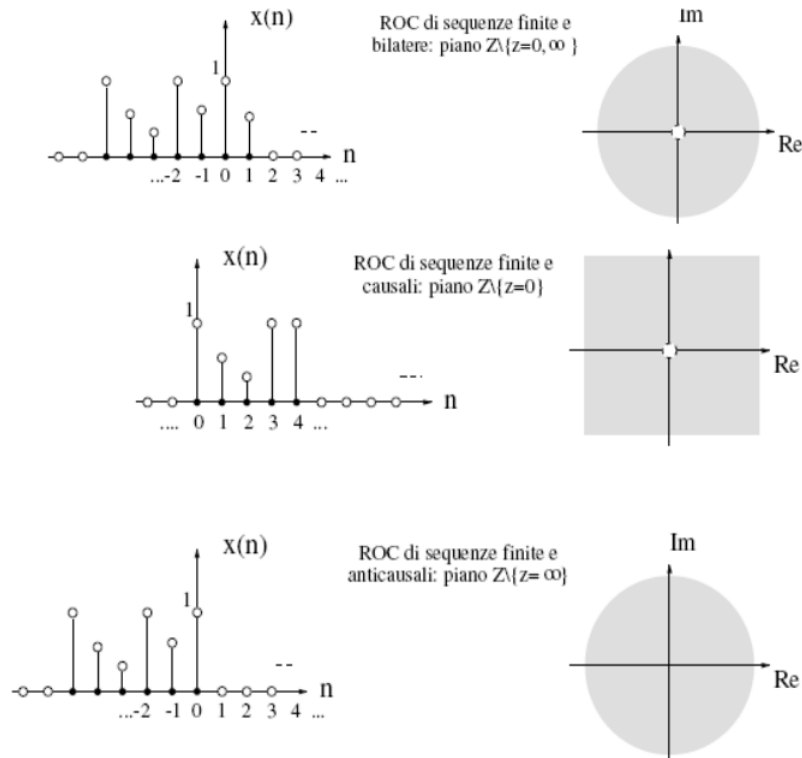 x(n)
ROC di sequenze finite e
bilatere: piano Z\{z=0, ∞ }
Im
1
--
n
Re
...-2 -1 0 1 2 3 4 ...
x(n)
ROC di sequenze finite e
causali: piano Z\{z=0}
1
---
n
Re
.... 0 1 2 3 4 ...
x(n)
ROC di sequenze finite e
anticausali: piano Z\{z= ∞}
Im
1
--
n
Re
...-2 -1 0 1 2 3 4 ...